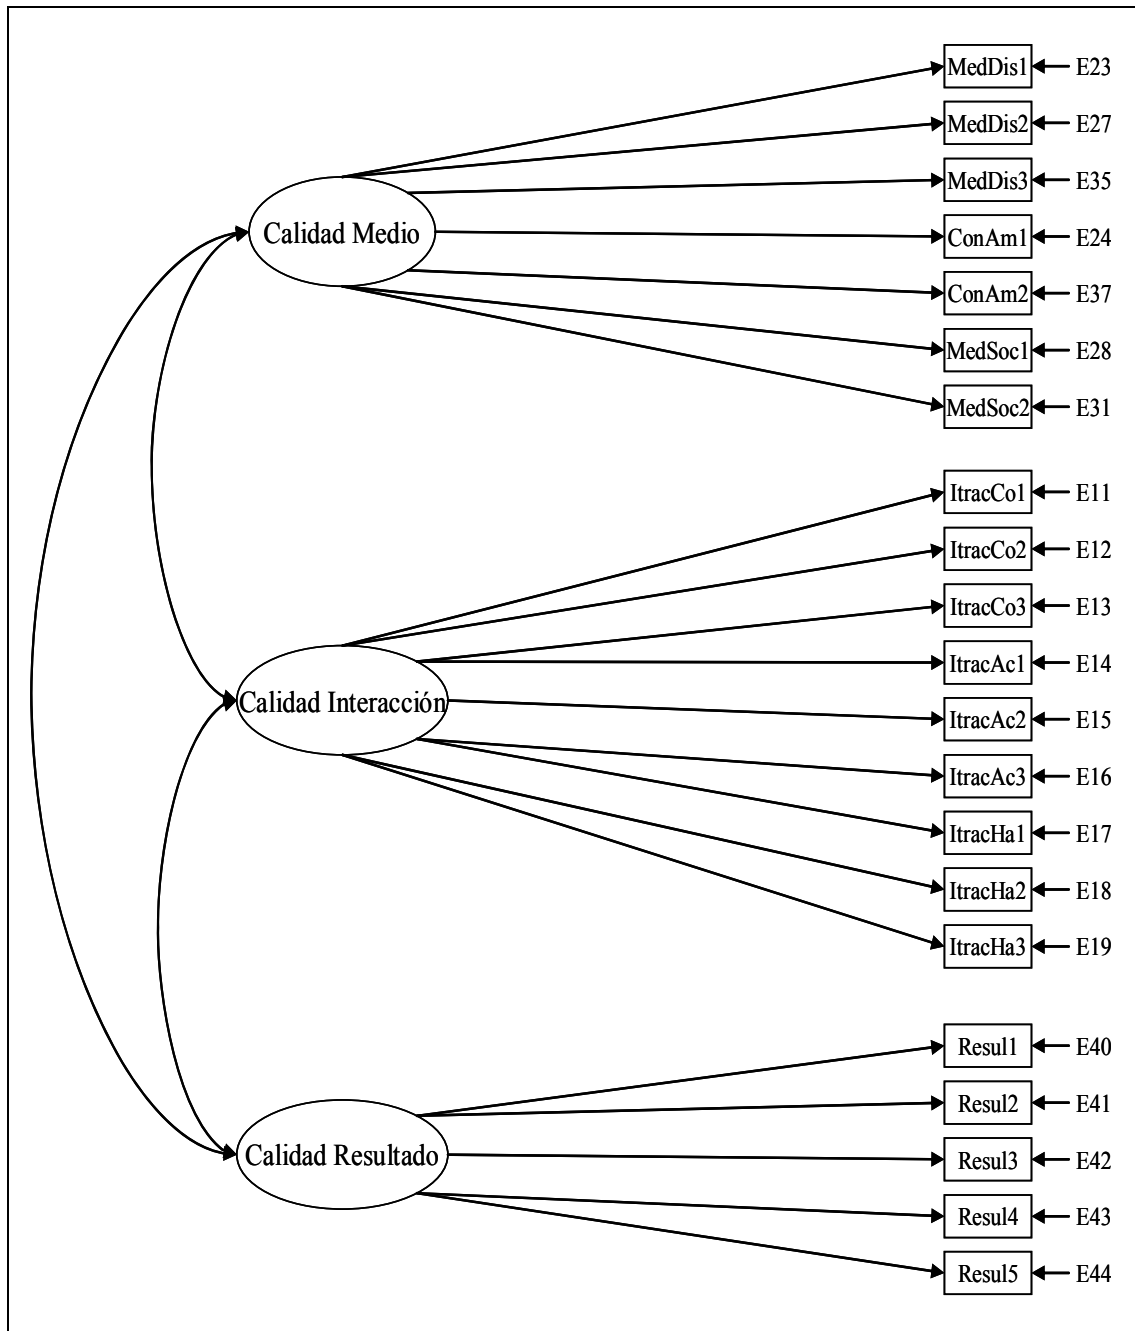 MedDis1 E23
MedDis2 E27
MedDis3 E35
Calidad Medio
ConAm1 E24
ConAm2 E37
MedSoc1 E28
MedSoc2 E31
ItracCo1 E11
ItracCo2 E12
ItracCo3 E13
ItracAc1 E14
Calidad Interacción
ItracAc2 E15
ItracAc3 E16
ItracHa1 E17
ItracHa2 E18
ItracHa3 E19
Resul1 E40
Resul2 E41
Calidad Resultado
Resul3 E42
Resul4 E43
Resul5 E44